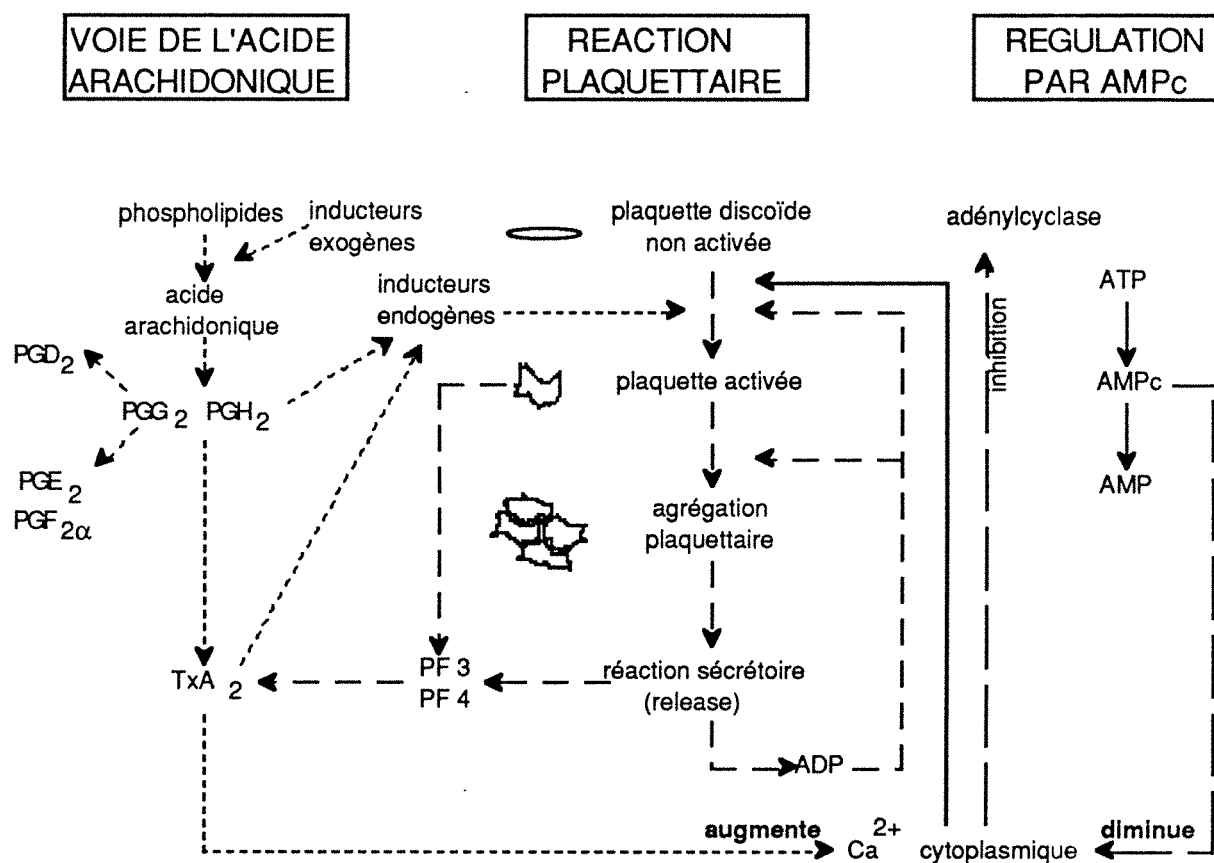 VOIE DE L'ACIDE
ARACHIDONIQUE
REACTION
PLAQUETTAIRE
REGULATION
PAR AMPc
phospholipides
inducteurs
exogènes
plaquette discoïde
non activée
adénylcyclase
acide
arachidonique
inducteurs
endogènes
ATP
inhibition
PGD2
plaquette activée
AMPc
PGG2 PGH2
PGE2
PGF2α
AMP
agrégation
plaquettaire
TxA2
PF 3
PF 4
réaction sécrétoire
(release)
ADP
augmente
Ca2+ cytoplasmique
diminue